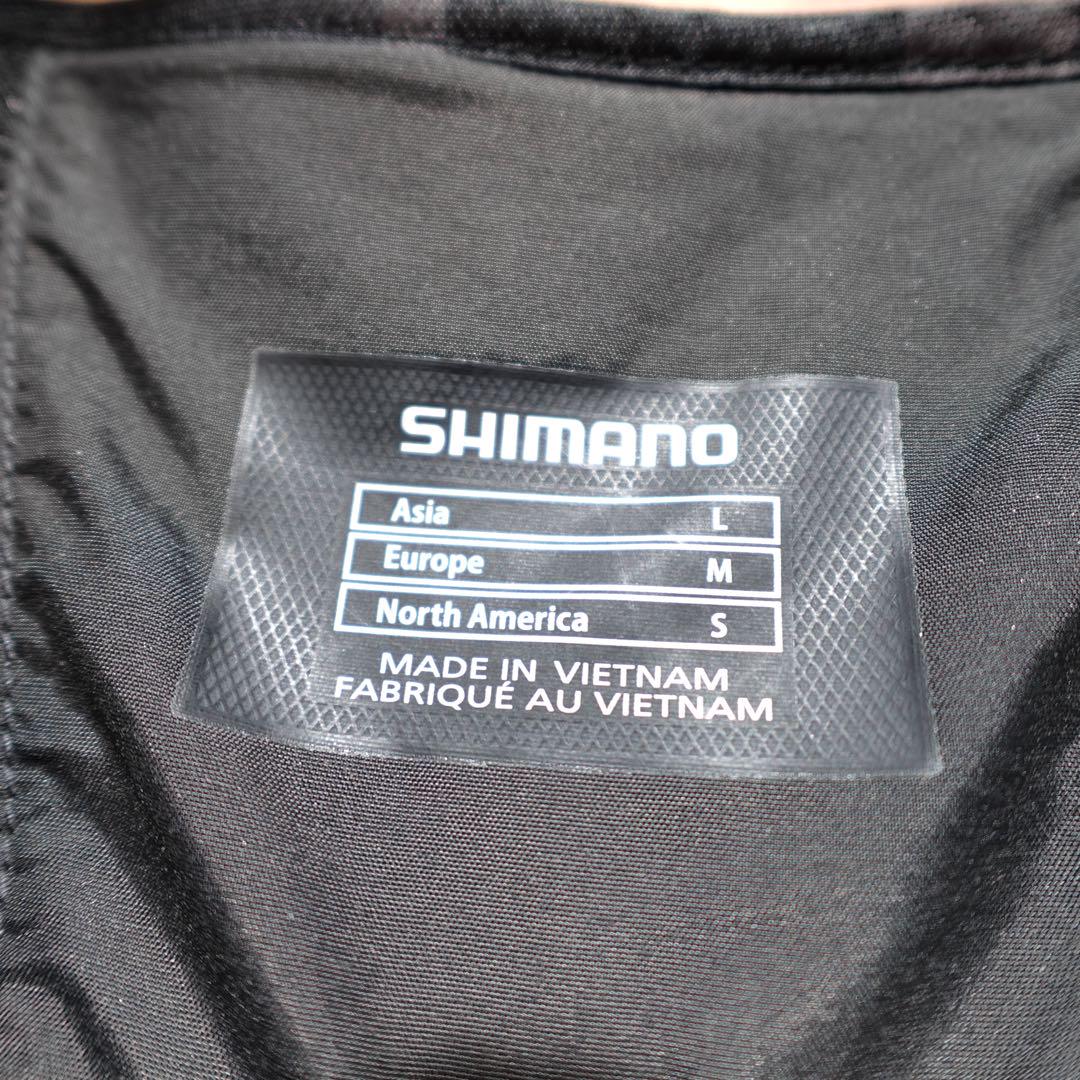 SHIMANO
Asia L
Europe M
North America S
MADE IN VIETNAM
FABRIQUÉ AU VIETNAM